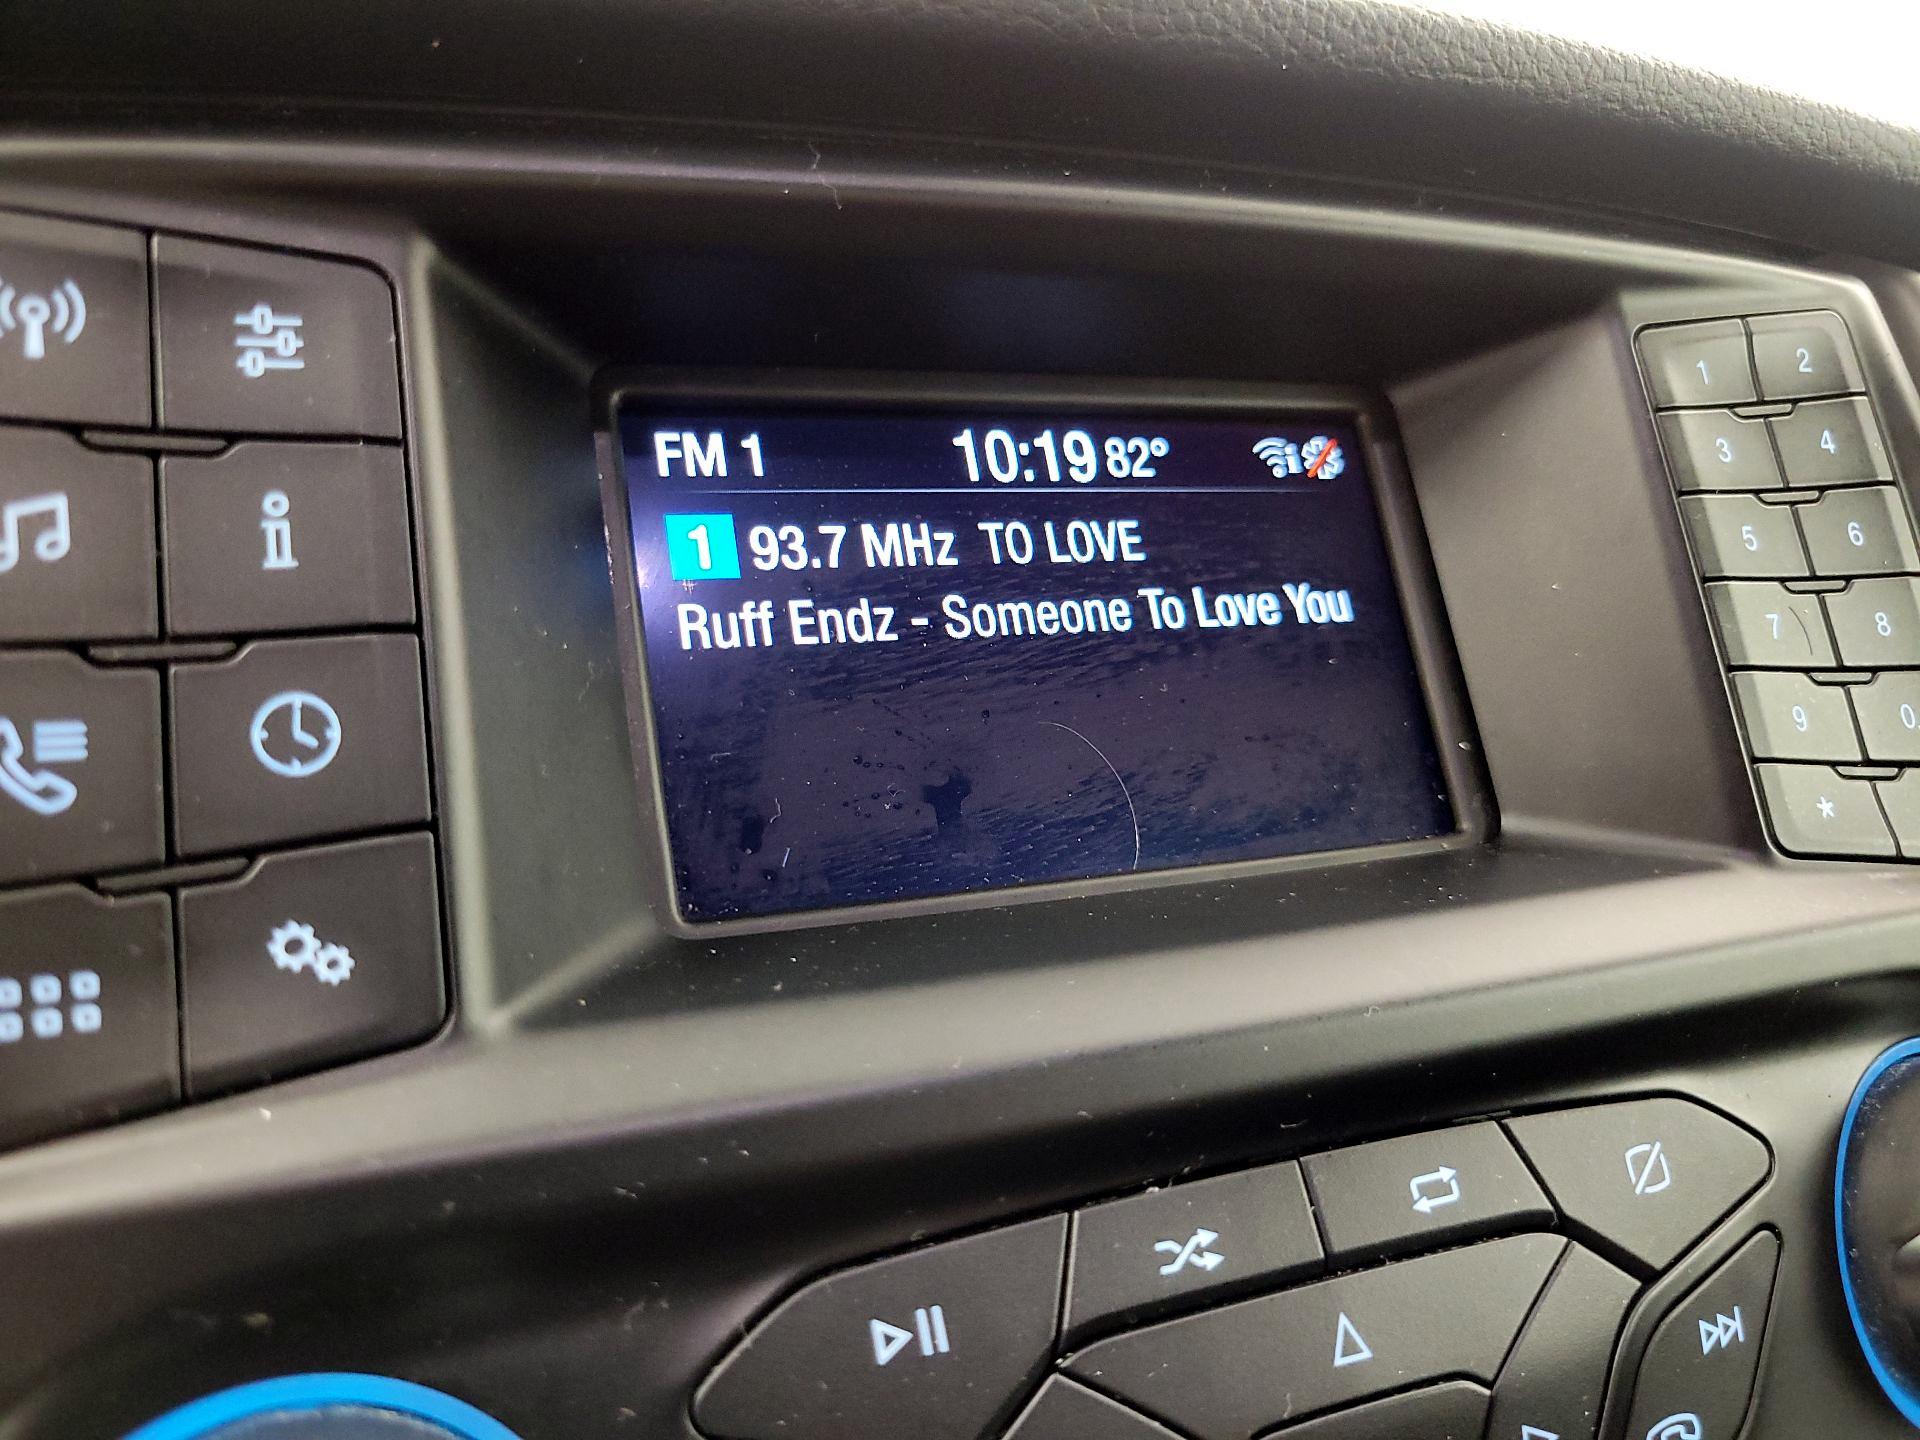 FM 1 10:19 82°
1 93.7 MHz TO LOVE
Ruff Endz - Someone To Love You
i
1 2
3 4
5 6
7 8
9 0
*